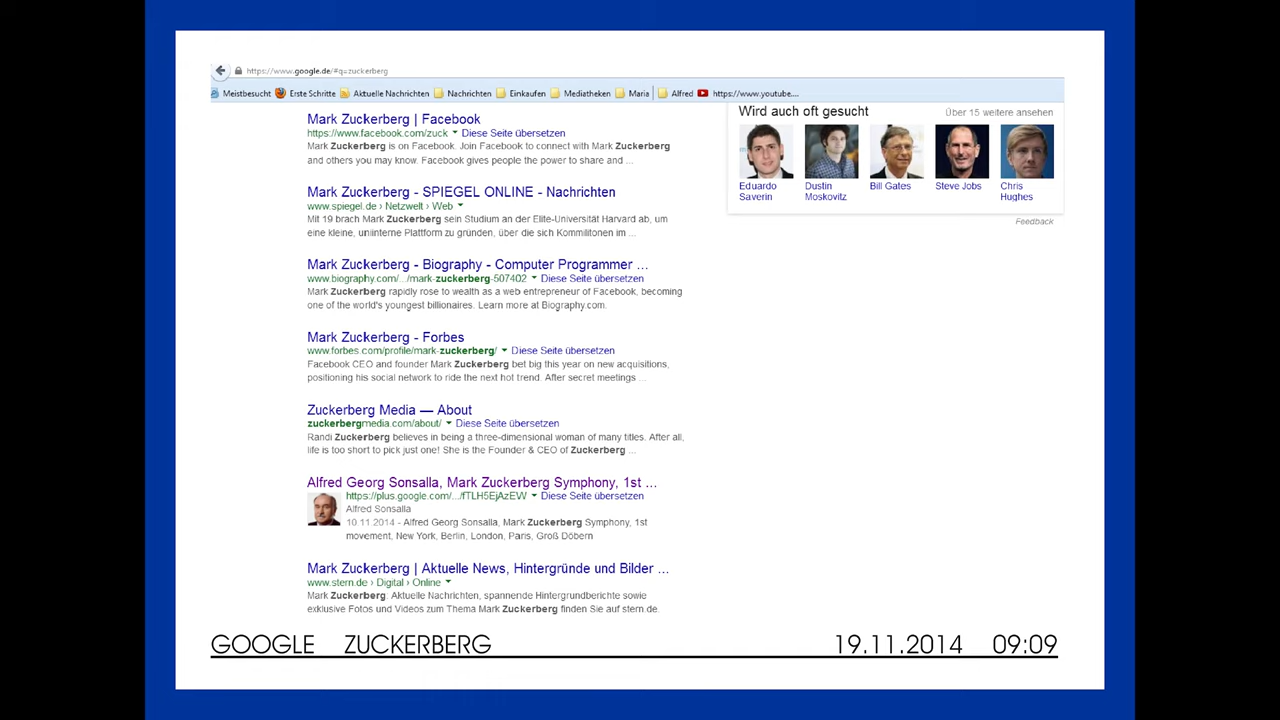 https://www.google.de/#q=zuckerberg
Meistbesucht Erste Schritte Aktuelle Nachrichten Nachrichten Einkaufen Mediatheken Maria Alfred https://www.youtube....
Mark Zuckerberg | Facebook
https://www.facebook.com/zuck Diese Seite übersetzen
Mark Zuckerberg is on Facebook. Join Facebook to connect with Mark Zuckerberg
and others you may know. Facebook gives people the power to share and ...
Mark Zuckerberg - SPIEGEL ONLINE - Nachrichten
www.spiegel.de › Netzwelt › Web
Mit 19 brach Mark Zuckerberg sein Studium an der Elite-Universität Harvard ab, um
eine kleine, uniinterne Plattform zu gründen, über die sich Kommilitonen im ...
Mark Zuckerberg - Biography - Computer Programmer ...
www.biography.com/.../mark-zuckerberg-507402 Diese Seite übersetzen
Mark Zuckerberg rapidly rose to wealth as a web entrepreneur of Facebook, becoming
one of the world's youngest billionaires. Learn more at Biography.com.
Mark Zuckerberg - Forbes
www.forbes.com/profile/mark-zuckerberg/ Diese Seite übersetzen
Facebook CEO and founder Mark Zuckerberg bet big this year on new acquisitions,
positioning his social network to ride the next hot trend. After secret meetings ...
Zuckerberg Media — About
zuckerbergmedia.com/about/ Diese Seite übersetzen
Randi Zuckerberg believes in being a three-dimensional woman of many titles. After all,
life is too short to pick just one! She is the Founder & CEO of Zuckerberg ...
Alfred Georg Sonsalla, Mark Zuckerberg Symphony, 1st ...
https://plus.google.com/.../fTLH5EjAzEW Diese Seite übersetzen
Alfred Sonsalla
10.11.2014 - Alfred Georg Sonsalla, Mark Zuckerberg Symphony, 1st
movement, New York, Berlin, London, Paris, Groß Döbern
Mark Zuckerberg | Aktuelle News, Hintergründe und Bilder ...
www.stern.de › Digital › Online
Mark Zuckerberg: Aktuelle Nachrichten, spannende Hintergrundberichte sowie
exklusive Fotos und Videos zum Thema Mark Zuckerberg finden Sie auf stern.de.
Wird auch oft gesucht Über 15 weitere ansehen
Eduardo Dustin Bill Gates Steve Jobs Chris
Saverin Moskovitz Hughes
Feedback
GOOGLE ZUCKERBERG 19.11.2014 09:09